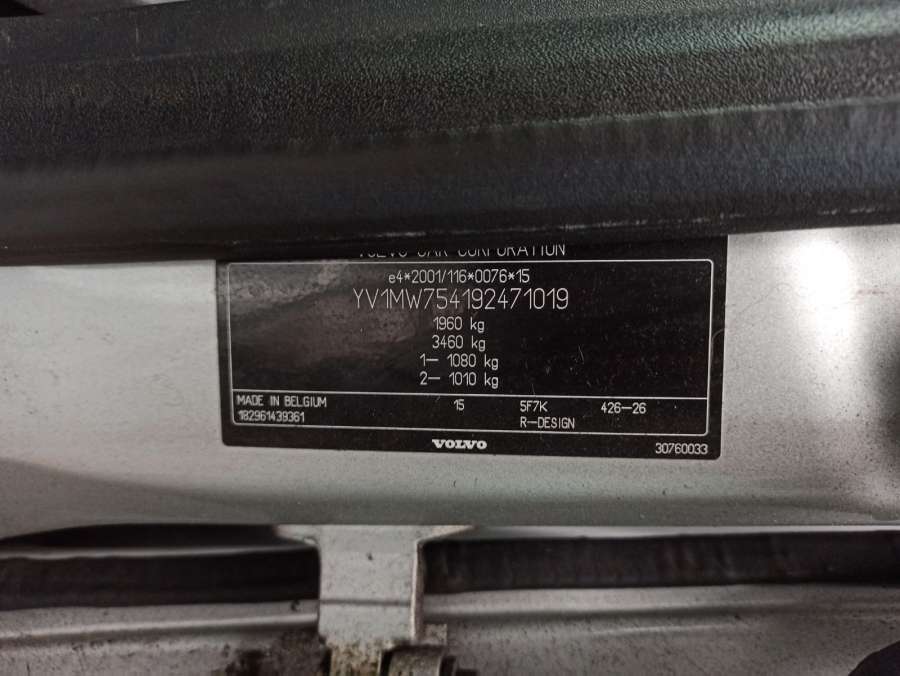 VOLVO CAR CORPORATION
e4*2001/116*0076*15
YV1MW754192471019
1960 kg
3460 kg
1– 1080 kg
2– 1010 kg
MADE IN BELGIUM 15 5F7K 426–26
182961439361 R–DESIGN
VOLVO 30760033